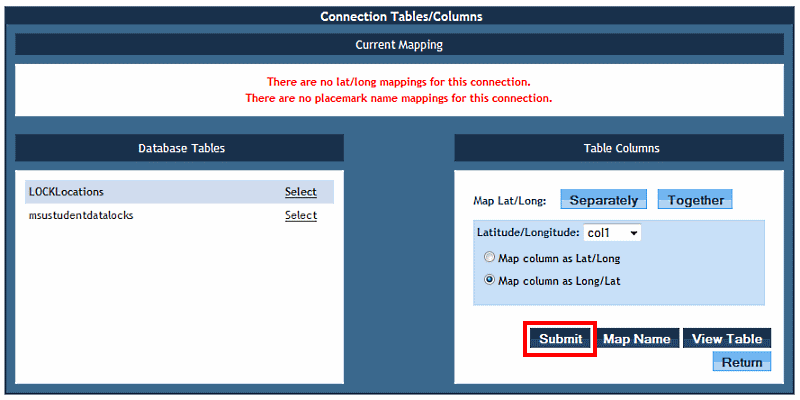 Connection Tables/Columns
Current Mapping
There are no lat/long mappings for this connection.
There are no placemark name mappings for this connection.
Database Tables
LOCKLocations Select
msustudentdatalocks Select
Table Columns
Map Lat/Long: Separately Together
Latitude/Longitude: col1
Map column as Lat/Long
Map column as Long/Lat
Submit Map Name View Table
Return